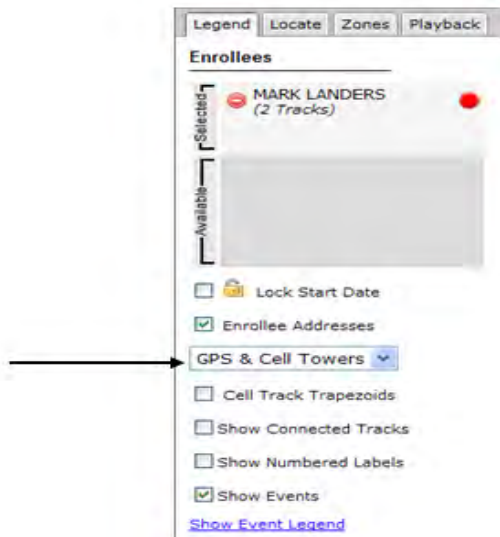 Legend Locate Zones Playback
Enrollees
Selected
MARK LANDERS
(2 Tracks)
Available
Lock Start Date
Enrollee Addresses
GPS & Cell Towers
Cell Track Trapezoids
Show Connected Tracks
Show Numbered Labels
Show Events
Show Event Legend